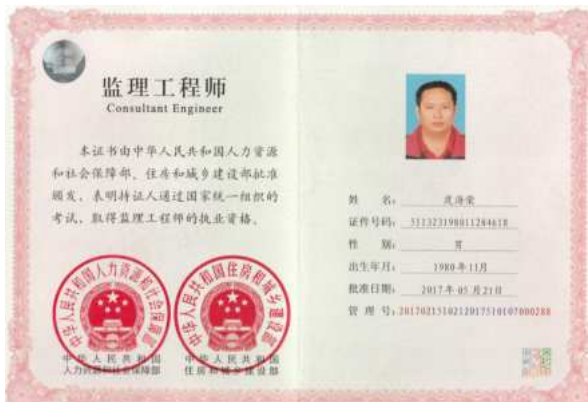 监理工程师
Consultant Engineer
本证书由中华人民共和国人力资源
和社会保障部、住房和城乡建设部批准
颁发，表明持证人通过国家统一组织的
考试，取得监理工程师的执业资格。
中华人民共和国人力资源和社会保障部
中华人民共和国住房和城乡建设部
中华人民共和国
人力资源和社会保障部
中华人民共和国
住房和城乡建设部
姓 名： 庞海荣
证件号码： 511323198011284618
性 别： 男
出生年月： 1980年11月
批准日期： 2017年05月21日
管 理 号：2017021510212017510107000288